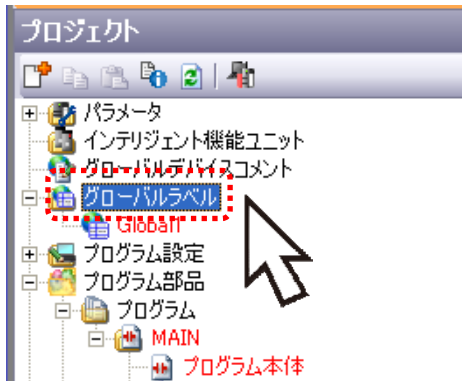 プロジェクト
パラメータ
インテリジェント機能ユニット
グローバルデバイスコメント
グローバルラベル
Global1
プログラム設定
プログラム部品
プログラム
MAIN
プログラム本体